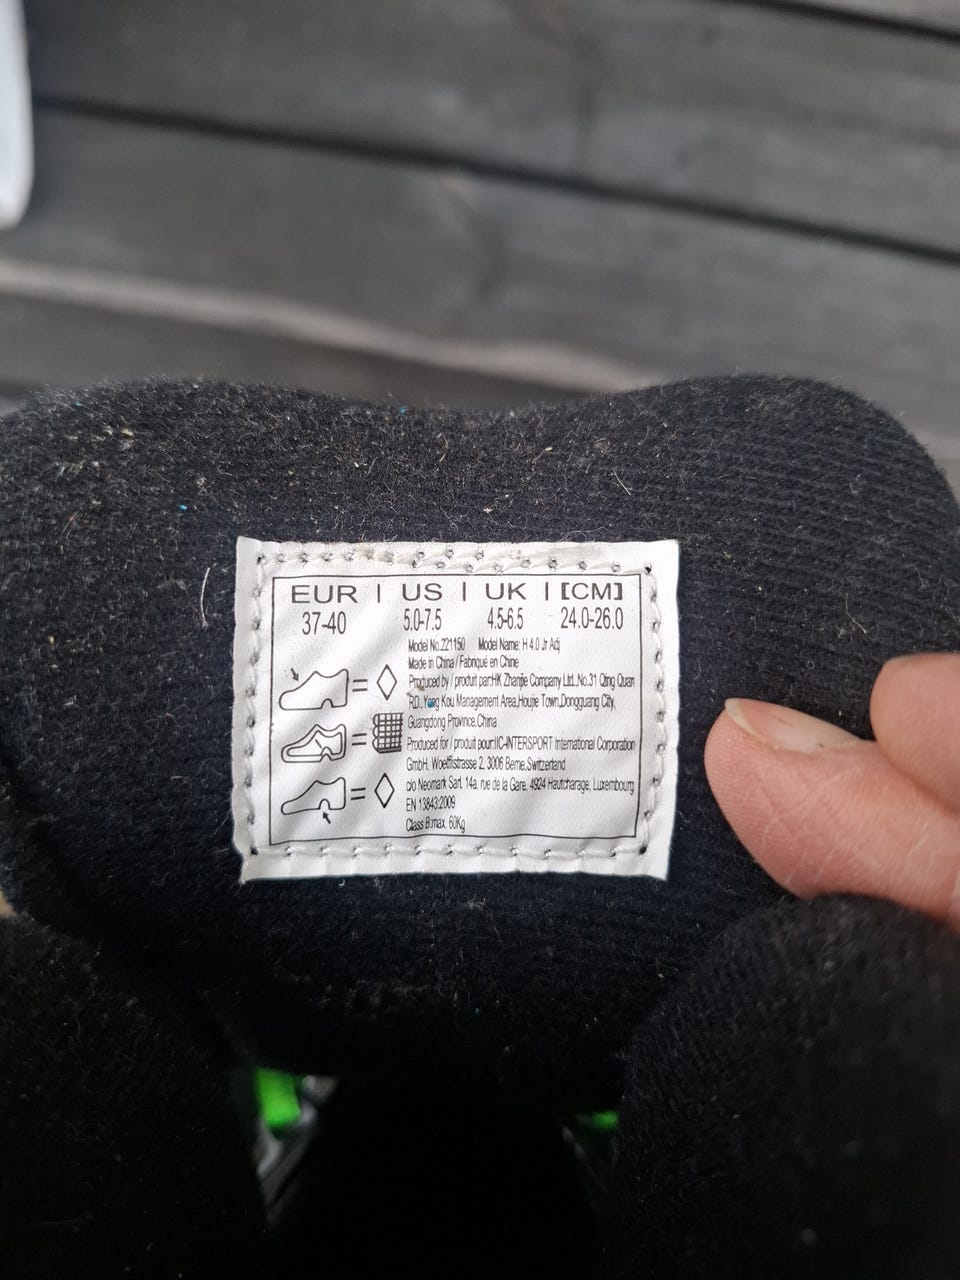 EUR | US | UK | [CM]
37-40 5.0-7.5 4.5-6.5 24.0-26.0
Model No.221150 Model Name: H 4.0 Jr Adj
Made in China / Fabriqué en Chine
Produced by / produit par:HK Zhanjie Company Ltd.,No.31 Qing Quan
RD., Yang Kou Management Area,Houjie Town,Dongguang City,
Guangdong Province,China
Produced for / produit pour:IIC-INTERSPORT International Corporation
GmbH. Woelflistrasse 2, 3006 Berne,Switzerland
c/o Neomark Sarl. 14a. rue de la Gare. 4924 Hautcharage, Luxembourg
EN 13843:2009
Class B:max. 60Kg